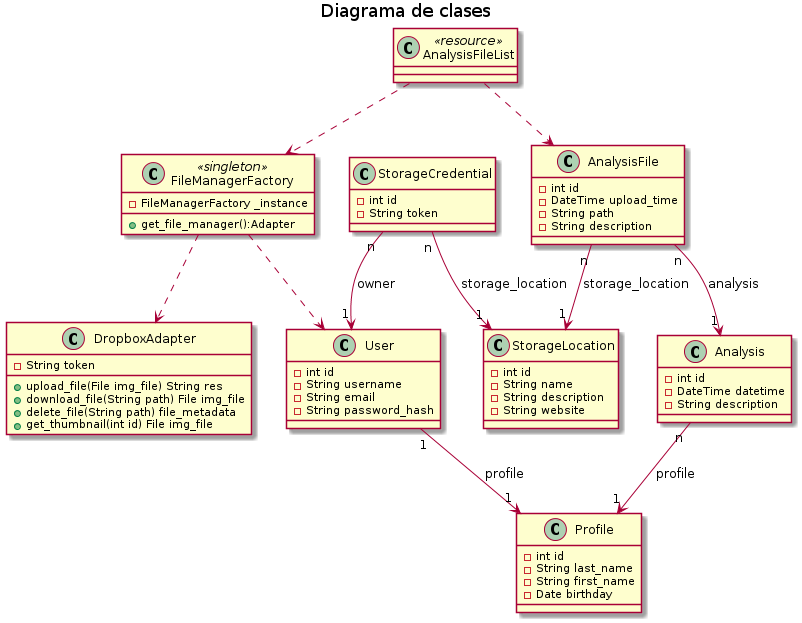 Diagrama de clases
C «resource»
AnalysisFileList
C «singleton»
FileManagerFactory
FileManagerFactory _instance
get_file_manager():Adapter
C StorageCredential
int id
String token
C AnalysisFile
int id
DateTime upload_time
String path
String description
n
owner
1
n
storage_location
1
n
storage_location
1
n
analysis
1
C DropboxAdapter
String token
upload_file(File img_file) String res
download_file(String path) File img_file
delete_file(String path) file_metadata
get_thumbnail(int id) File img_file
C User
int id
String username
String email
String password_hash
C StorageLocation
int id
String name
String description
String website
C Analysis
int id
DateTime datetime
String description
1
profile
1
n
profile
1
C Profile
int id
String last_name
String first_name
Date birthday